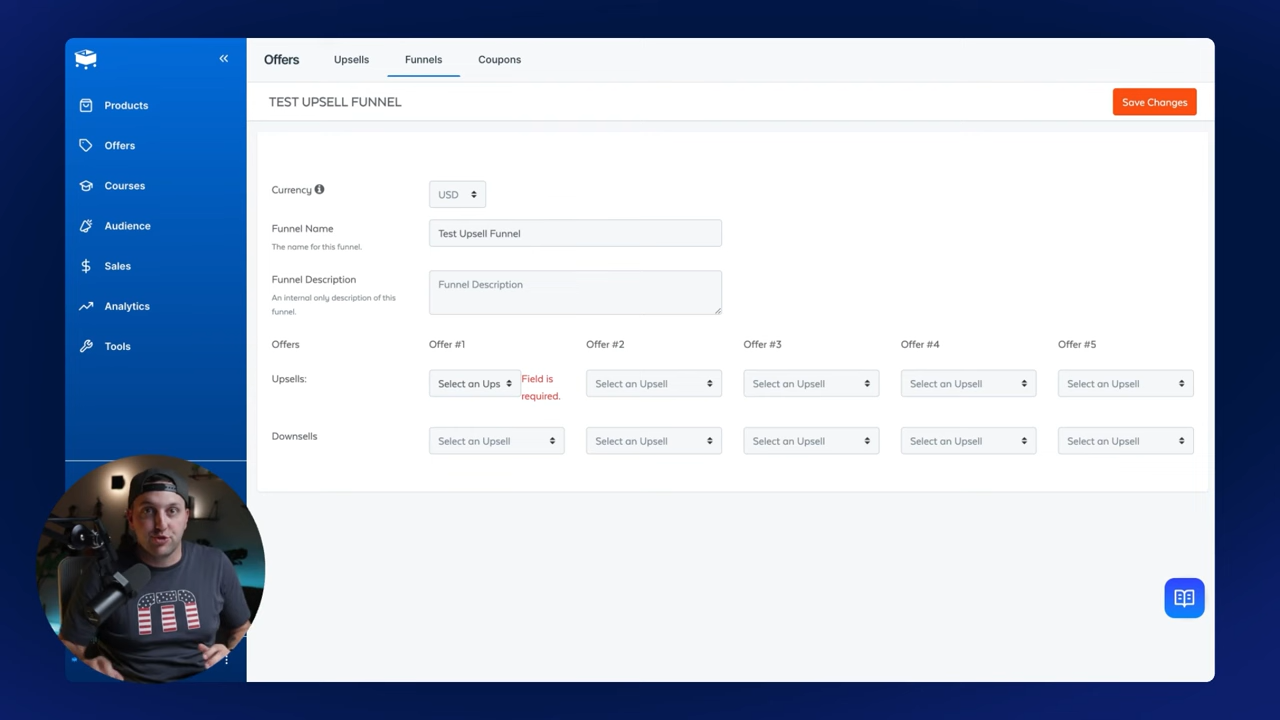 Offers
Upsells
Funnels
Coupons
Products
Offers
Courses
Audience
Sales
Analytics
Tools
TEST UPSELL FUNNEL
Save Changes
Currency
USD
Funnel Name
The name for this funnel.
Test Upsell Funnel
Funnel Description
An internal only description of this
funnel.
Funnel Description
Offers
Offer #1
Offer #2
Offer #3
Offer #4
Offer #5
Upsells:
Select an Ups
Field is
required.
Select an Upsell
Select an Upsell
Select an Upsell
Select an Upsell
Downsells
Select an Upsell
Select an Upsell
Select an Upsell
Select an Upsell
Select an Upsell